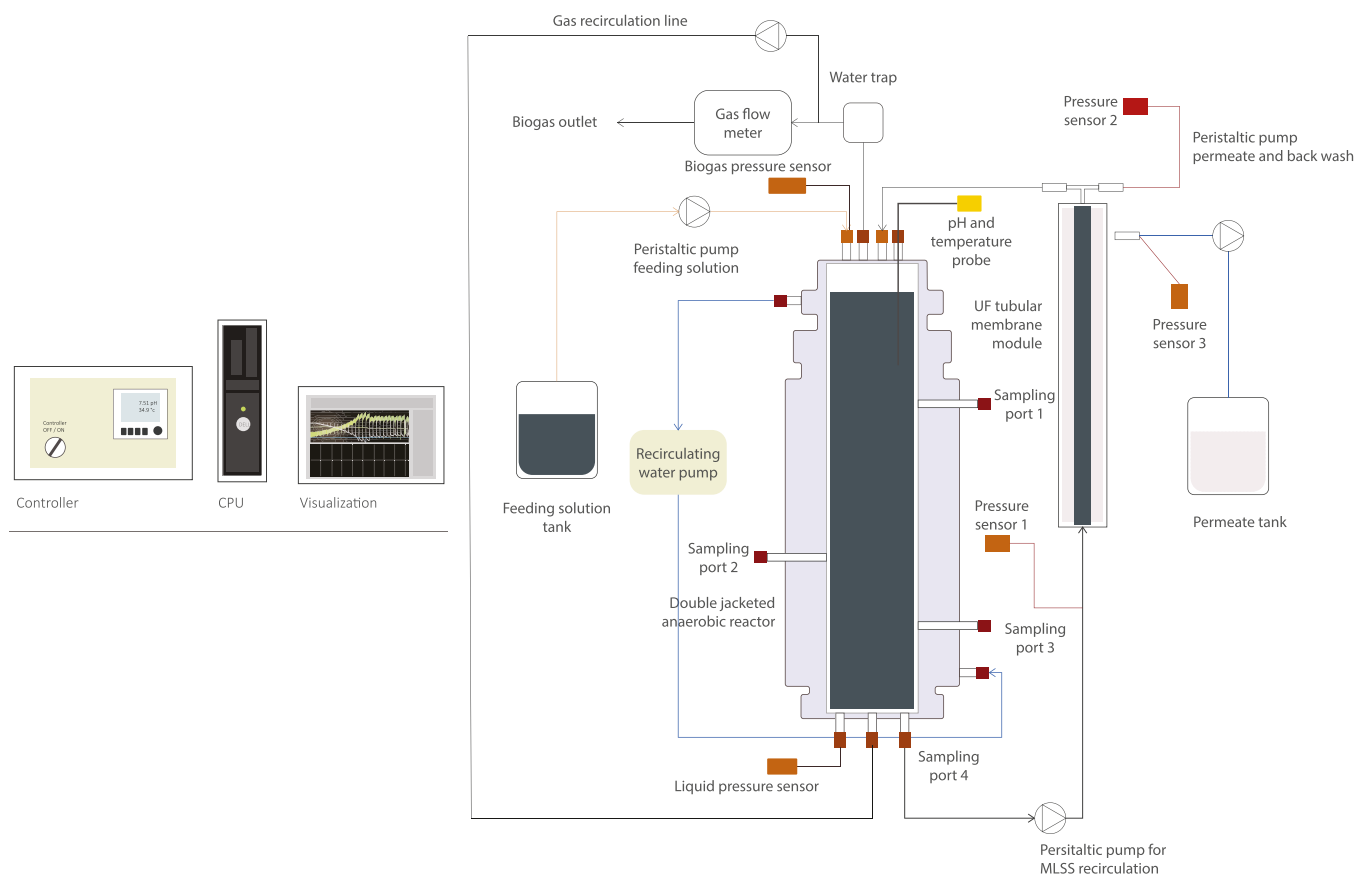 Gas recirculation line
Water trap
Biogas outlet
Gas flow
meter
Pressure
sensor 2
Peristaltic pump
permeate and back wash
Biogas pressure sensor
pH and
temperature
probe
Peristaltic pump
feeding solution
UF tubular
membrane
module
Pressure
sensor 3
7.51 pH
34.9 °c
Controller
OFF / ON
Controller
CPU
Visualization
Sampling
port 1
Recirculating
water pump
Feeding solution
tank
Pressure
sensor 1
Permeate tank
Sampling
port 2
Double jacketed
anaerobic reactor
Sampling
port 3
Sampling
port 4
Liquid pressure sensor
Persitaltic pump for
MLSS recirculation